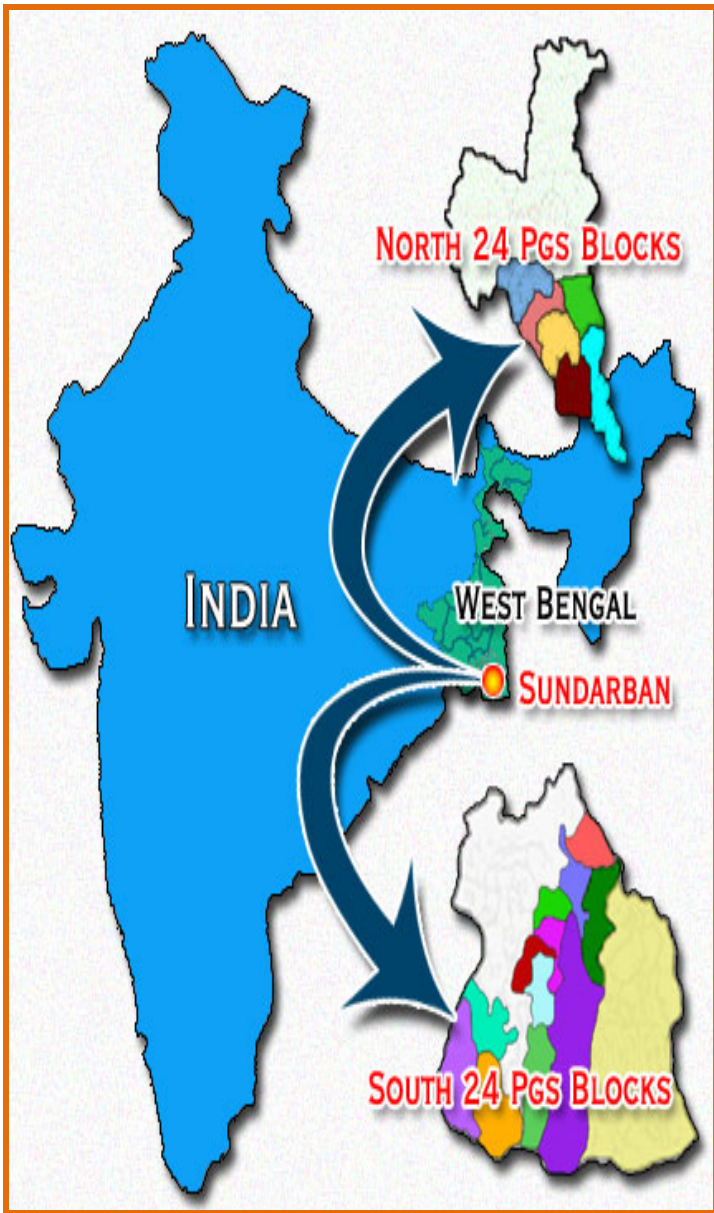 NORTH 24 PGS BLOCKS
INDIA
WEST BENGAL
SUNDARBAN
SOUTH 24 PGS BLOCKS